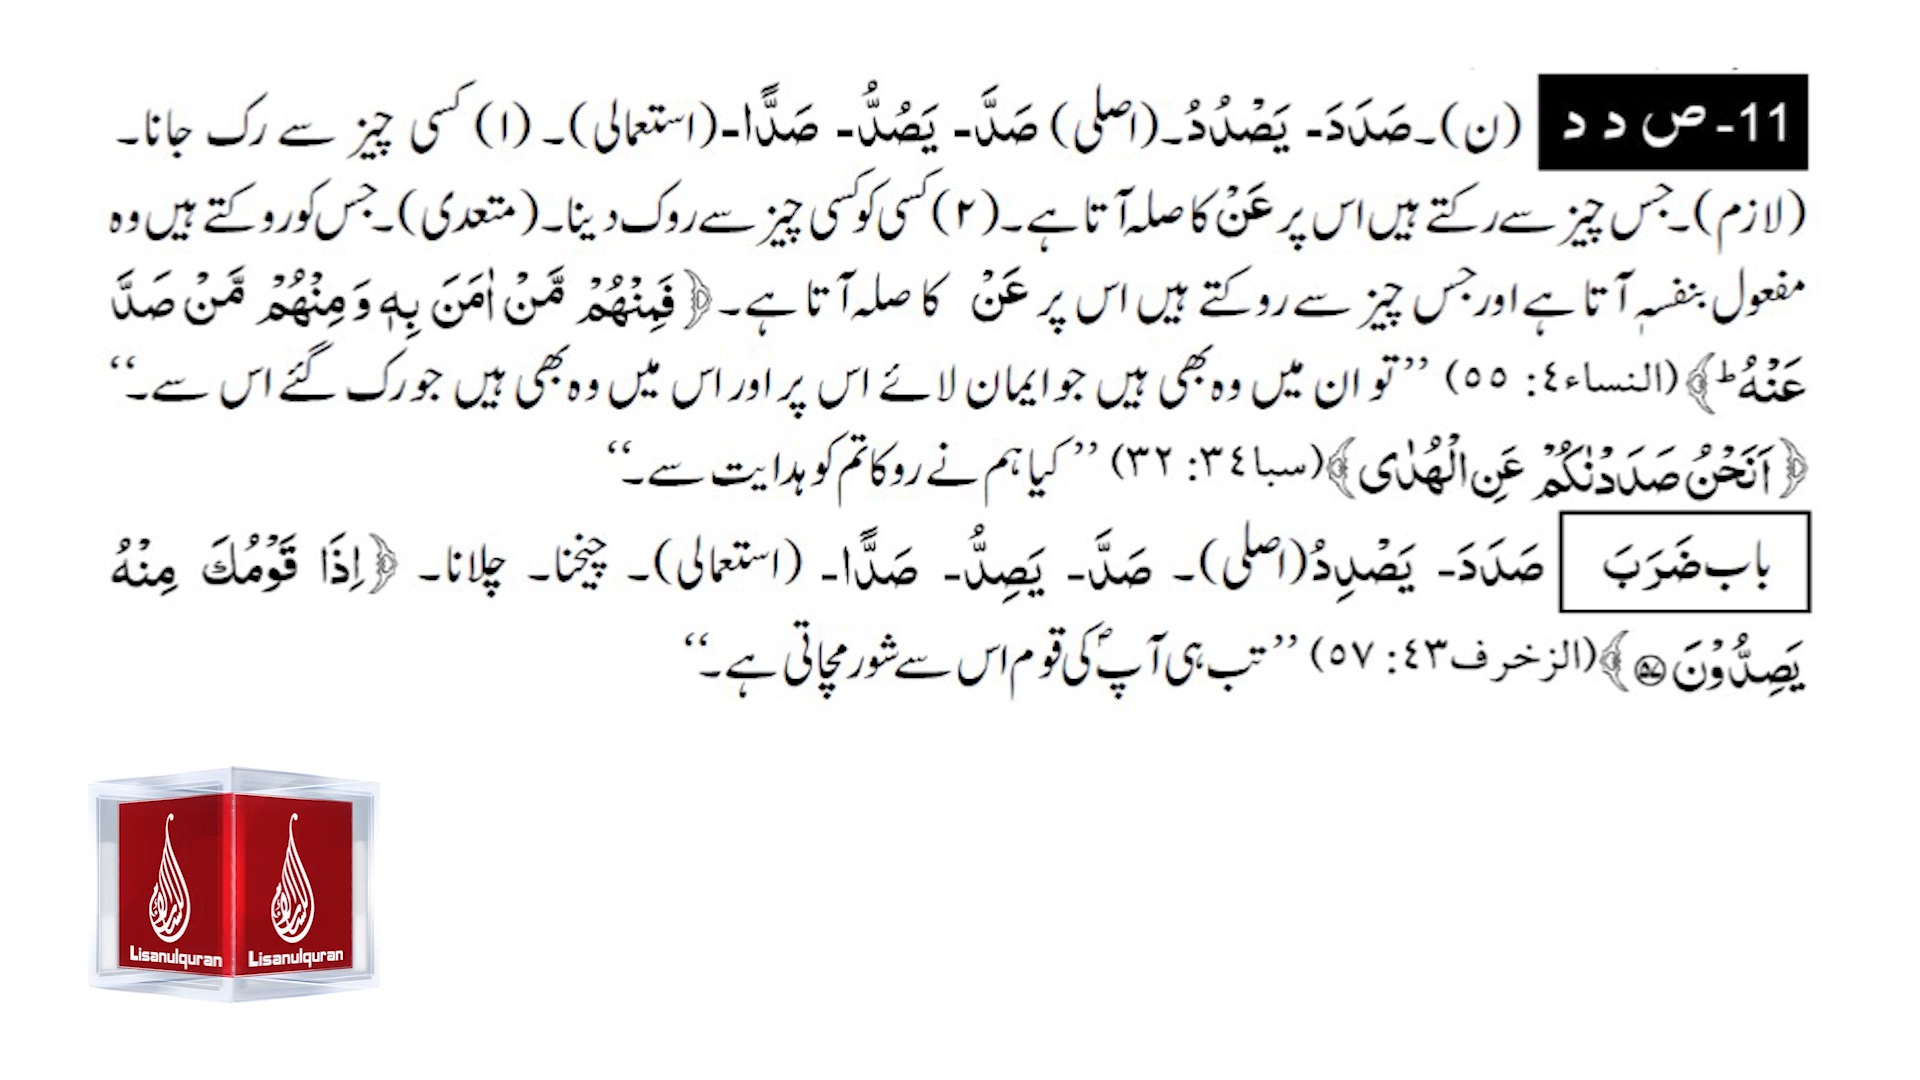 11- ص د د (ن)۔صَدَدَ۔ یَصْدُدُ۔(اصلی) صَدَّ۔ یَصُدُّ۔ صَدًّا۔(استعمالی)۔ (۱) کسی چیز سے رک جانا۔
(لازم)۔جس چیز سے رکتے ہیں اس پر عَنْ کا صلہ آتا ہے۔(۲) کسی کو کسی چیز سے روک دینا۔(متعدی)۔جس کو روکتے ہیں وہ
مفعول بنفسہٖ آتا ہے اور جس چیز سے روکتے ہیں اس پر عَنْ کا صلہ آتا ہے۔ ﴿فَمِنْهُمْ مَّنْ اٰمَنَ بِهٖ وَمِنْهُمْ مَّنْ صَدَّ
عَنْهُ ؕ﴾(النساء٤: ٥٥) ’’تو ان میں وہ بھی ہیں جو ایمان لائے اس پر اور اس میں وہ بھی ہیں جو رک گئے اس سے۔‘‘
﴿اَنَحْنُ صَدَدْنٰكُمْ عَنِ الْهُدٰی﴾(سبا٣٤: ٣٢) ’’کیا ہم نے روکا تم کو ہدایت سے۔‘‘
باب ضَرَبَ صَدَدَ۔ یَصْدِدُ(اصلی)۔ صَدَّ۔ یَصِدُّ۔ صَدًّا۔ (استعمالی)۔ چیخنا۔ چلانا۔ ﴿اِذَا قَوْمُكَ مِنْهُ
یَصِدُّوْنَ ۝۵۷﴾(الزخرف٤٣: ٥٧) ’’تب ہی آپؐ کی قوم اس سے شور مچاتی ہے۔‘‘
Lisanulquran Lisanulquran